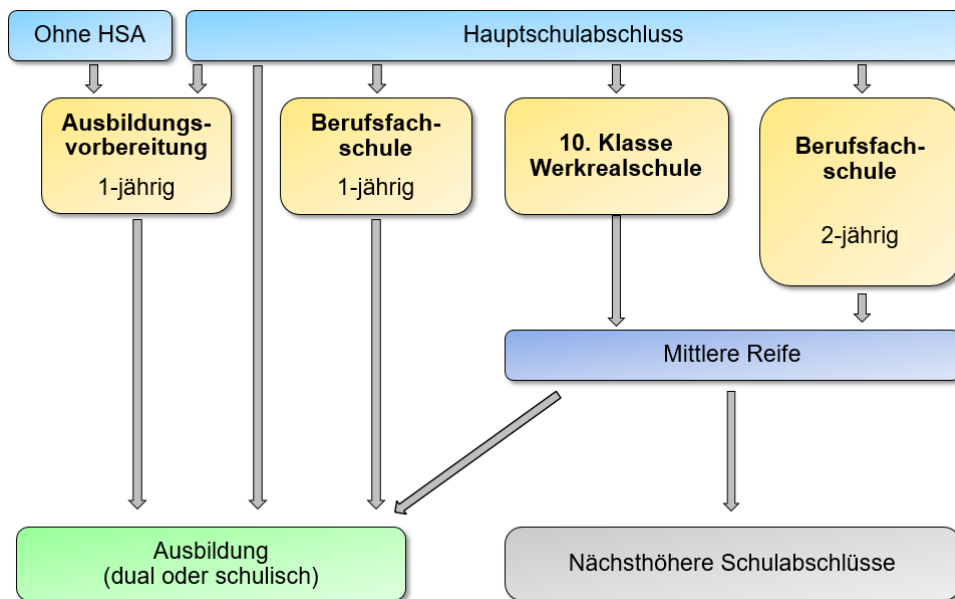 Ohne HSA
Hauptschulabschluss
Ausbildungs-
vorbereitung
1-jährig
Berufsfach-
schule
1-jährig
10. Klasse
Werkrealschule
Berufsfach-
schule
2-jährig
Mittlere Reife
Ausbildung
(dual oder schulisch)
Nächsthöhere Schulabschlüsse